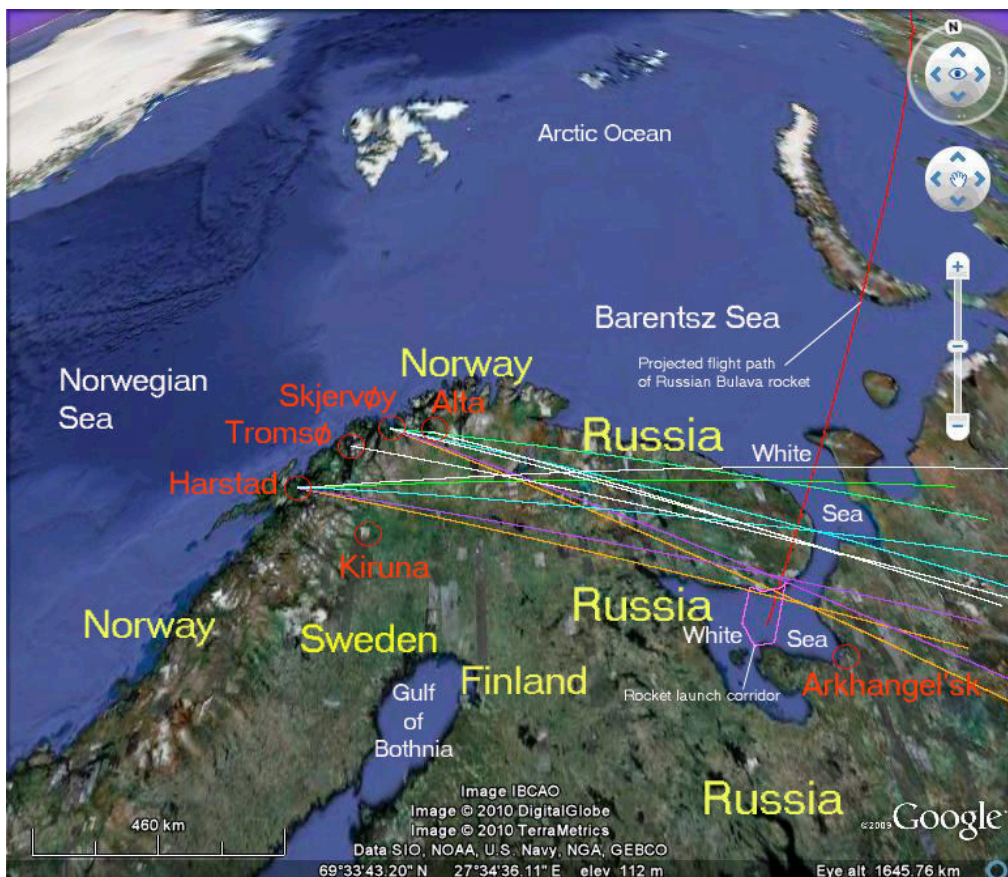 N
Arctic Ocean
Barentsz Sea
Projected flight path
of Russian Bulava rocket
Norwegian
Sea
Norway
Skjervøy
Alta
Tromsø
Russia
White
Harstad
Sea
Kiruna
Norway
Russia
Sweden
White
Sea
Finland
Arkhangel'sk
Rocket launch corridor
Gulf
of
Bothnia
Russia
Image IBCAO
Image © 2010 DigitalGlobe
Image © 2010 TerraMetrics
Data SIO, NOAA, U.S. Navy, NGA, GEBCO
460 km
©2009 Google
69°33'43.20" N 27°34'36.11" E elev 112 m Eye alt 1645.76 km